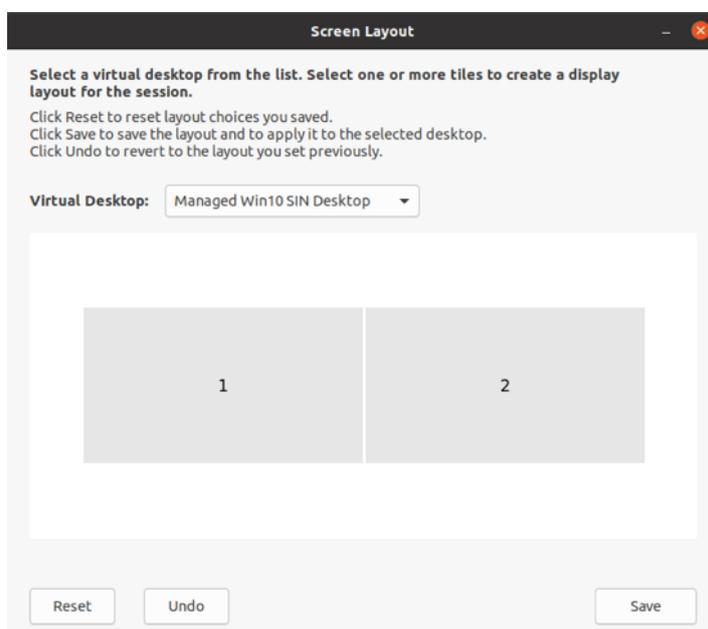 Screen Layout
Select a virtual desktop from the list. Select one or more tiles to create a display
layout for the session.
Click Reset to reset layout choices you saved.
Click Save to save the layout and to apply it to the selected desktop.
Click Undo to revert to the layout you set previously.
Virtual Desktop: Managed Win10 SIN Desktop
1 2
Reset Undo Save